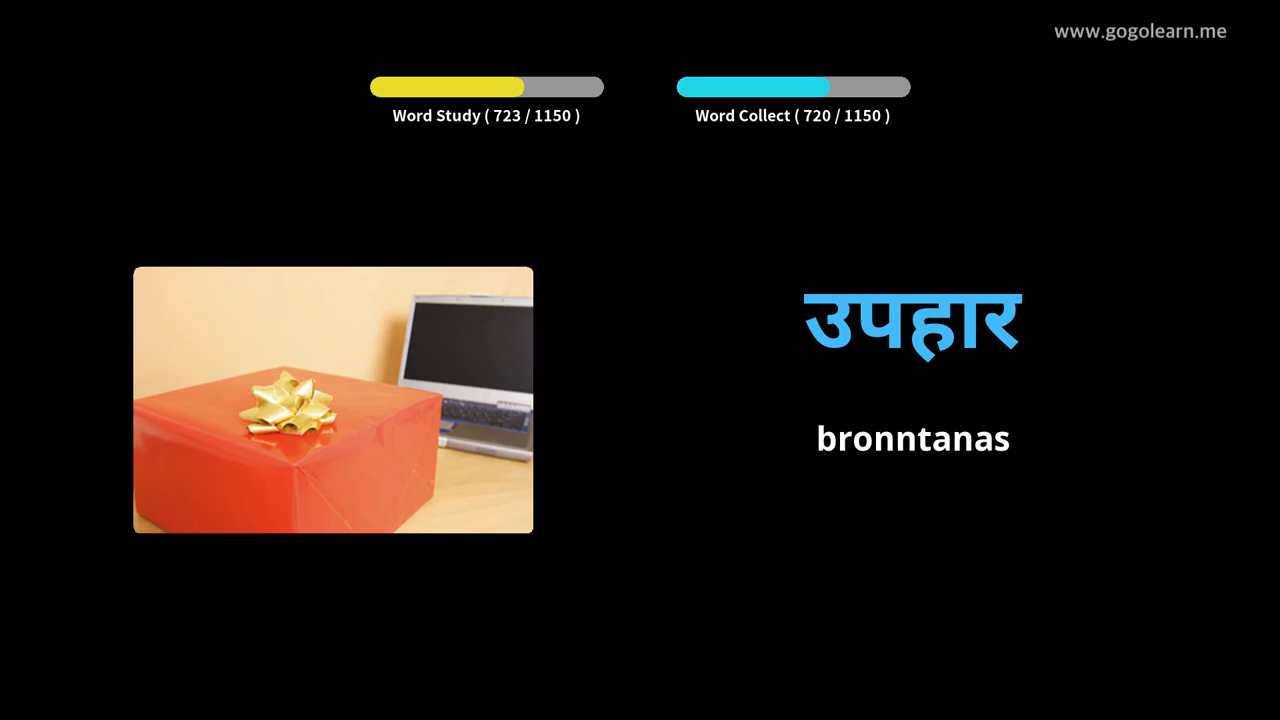 www.gogolearn.me
Word Study ( 723 / 1150 )
Word Collect ( 720 / 1150 )
उपहार
bronntanas